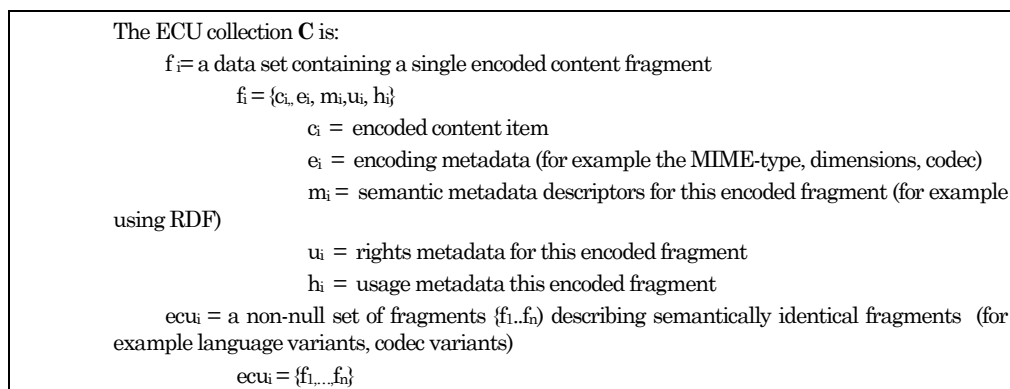 The ECU collection C is:
f i= a data set containing a single encoded content fragment
fi = {ci,, ei, mi,ui, hi}
ci = encoded content item
ei = encoding metadata (for example the MIME-type, dimensions, codec)
mi = semantic metadata descriptors for this encoded fragment (for example
using RDF)
ui = rights metadata for this encoded fragment
hi = usage metadata this encoded fragment
ecui = a non-null set of fragments {f1..fn) describing semantically identical fragments (for
example language variants, codec variants)
ecui = {f1,…,fn}